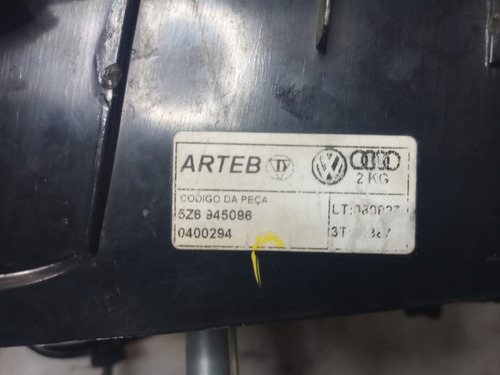 ARTEB
2 KG
CODIGO DA PEÇA
5Z6 945096
0400294